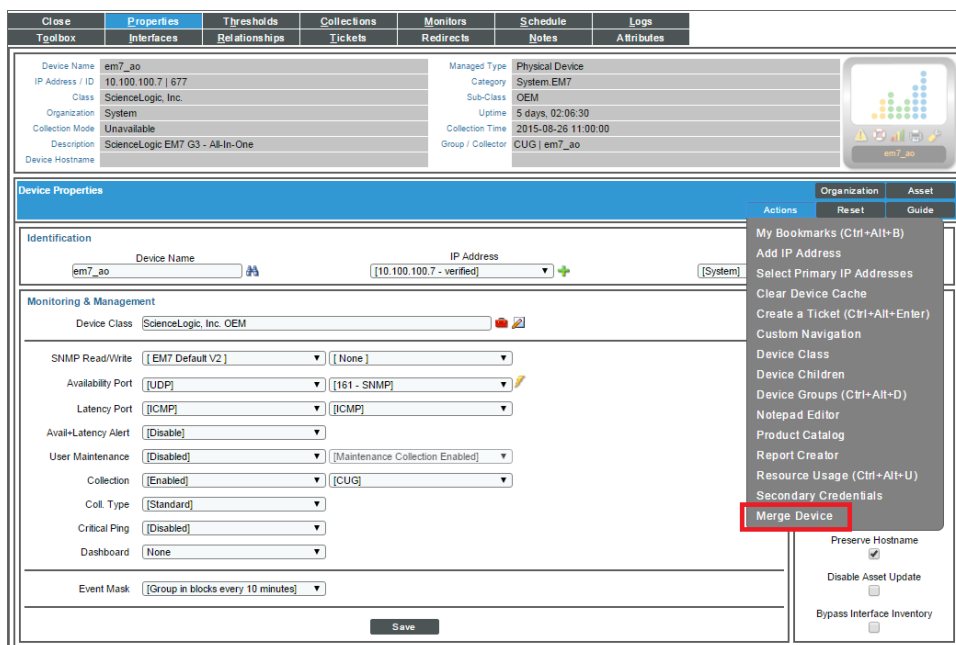 Close Properties Thresholds Collections Monitors Schedule Logs
Toolbox Interfaces Relationships Tickets Redirects Notes Attributes
Device Name em7_ao Managed Type Physical Device
IP Address / ID 10.100.100.7 | 677 Category System.EM7
Class ScienceLogic, Inc. Sub-Class OEM
Organization System Uptime 5 days, 02:06:30
Collection Mode Unavailable Collection Time 2015-08-26 11:00:00
Description ScienceLogic EM7 G3 - All-In-One Group / Collector CUG | em7_ao
Device Hostname
em7_ao
Device Properties Organization Asset
Actions Reset Guide
Identification
Device Name IP Address
em7_ao [10.100.100.7 - verified] [System]
Monitoring & Management
Device Class ScienceLogic, Inc. OEM
SNMP Read/Write [ EM7 Default V2 ] [ None ]
Availability Port [UDP] [161 - SNMP]
Latency Port [ICMP] [ICMP]
Avail+Latency Alert [Disable]
User Maintenance [Disabled] [Maintenance Collection Enabled]
Collection [Enabled] [CUG]
Coll. Type [Standard]
Critical Ping [Disabled]
Dashboard None
Event Mask [Group in blocks every 10 minutes]
Save
My Bookmarks (Ctrl+Alt+B)
Add IP Address
Select Primary IP Addresses
Clear Device Cache
Create a Ticket (Ctrl+Alt+Enter)
Custom Navigation
Device Class
Device Children
Device Groups (Ctrl+Alt+D)
Notepad Editor
Product Catalog
Report Creator
Resource Usage (Ctrl+Alt+U)
Secondary Credentials
Merge Device
Preserve Hostname
Disable Asset Update
Bypass Interface Inventory